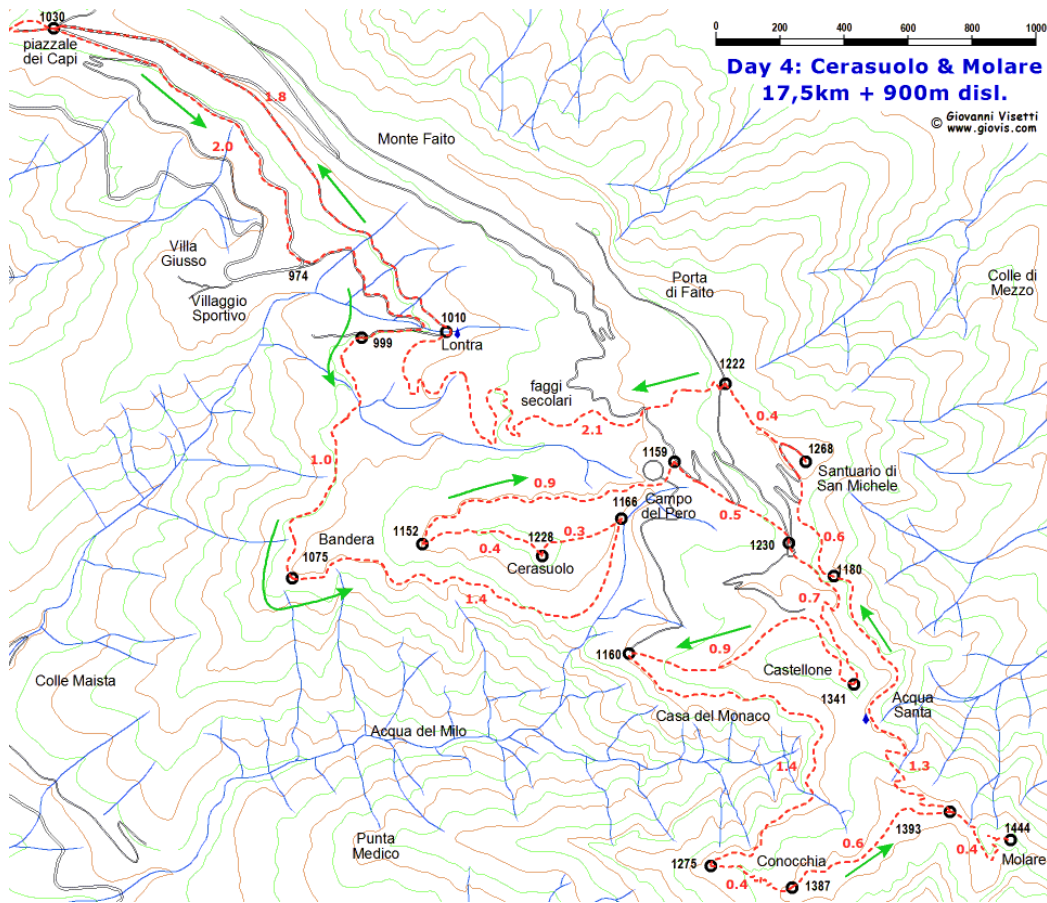 1030
piazzale
dei Capi
0 200 400 600 800 1000
Day 4: Cerasuolo & Molare
17,5km + 900m disl.
© Giovanni Visetti
www.giovis.com
1.8
2.0
Monte Faito
Villa
Giusso
974
Villaggio
Sportivo
Porta
di Faito
Colle di
Mezzo
1010
Lontra
999
1222
faggi
secolari
0.4
2.1
1159
1268
Santuario di
San Michele
1.0
0.9
1166
Campo
del Pero
0.5
Bandera
1152
0.4
1228
0.3
Cerasuolo
1230
0.6
1180
1075
1.4
0.7
0.9
1160
Castellone
1341
Colle Maista
Casa del Monaco
Acqua
Santa
Acqua del Milo
1.4
1.3
Punta
Medico
1275
Conocchia
0.6
1393
1444
0.4
Molare
0.4
1387